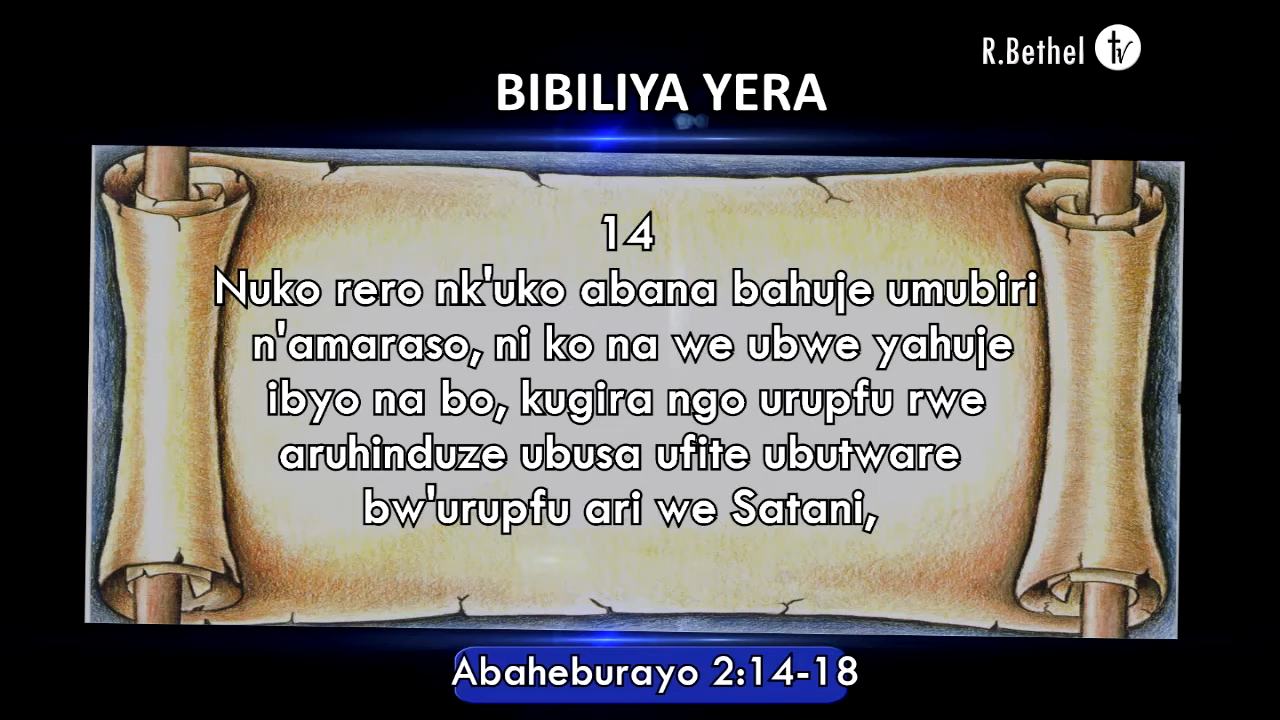 R.Bethel tv
BIBILIYA YERA
14
Nuko rero nk'uko abana bahuje umubiri
n'amaraso, ni ko na we ubwe yahuje
ibyo na bo, kugira ngo urupfu rwe
aruhinduze ubusa ufite ubutware
bw'urupfu ari we Satani,
Abaheburayo 2:14-18